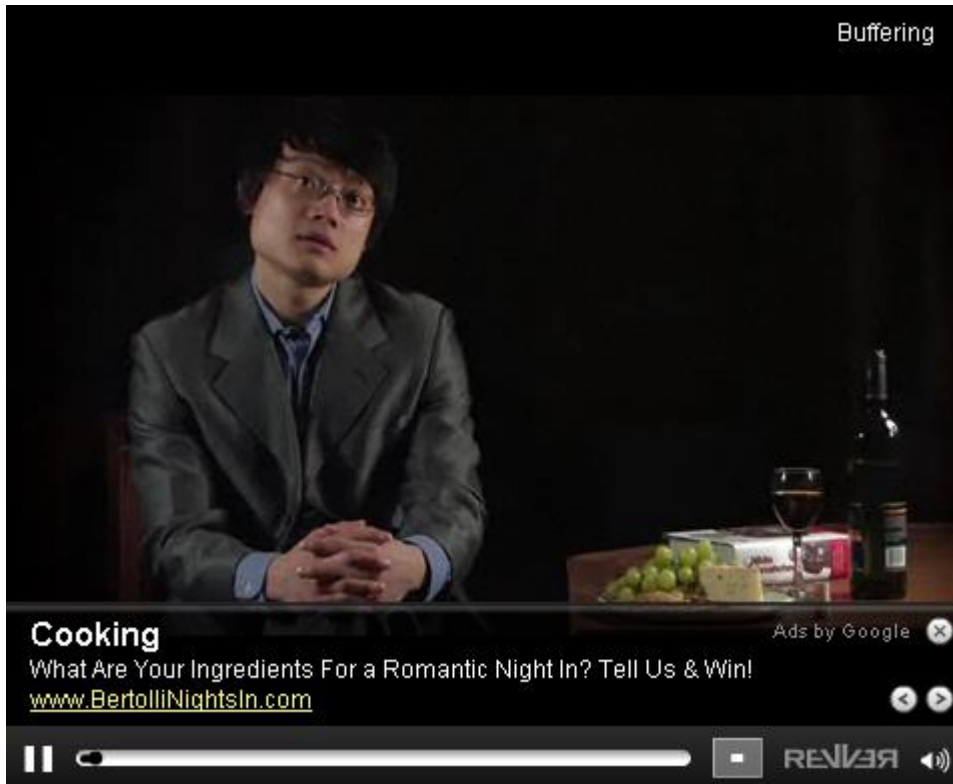 Buffering
Cooking
Ads by Google
What Are Your Ingredients For a Romantic Night In? Tell Us & Win!
www.BertolliNightsIn.com
REVVER